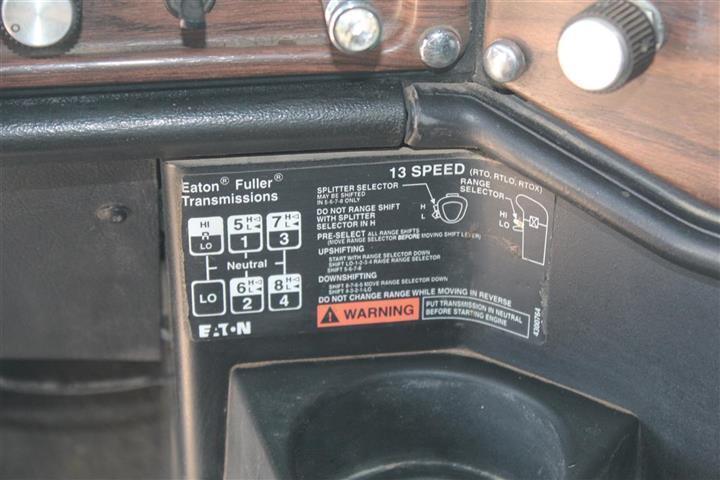 Eaton® Fuller®
Transmissions
13 SPEED (RTO, RTLO, RTOX)
SPLITTER SELECTOR
MAY BE SHIFTED
IN 5-6-7-8 ONLY
H
L
RANGE
SELECTOR
DO NOT RANGE SHIFT
WITH SPLITTER
SELECTOR IN H
PRE-SELECT ALL RANGE SHIFTS
(MOVE RANGE SELECTOR BEFORE MOVING SHIFT LEVER)
UPSHIFTING
START WITH RANGE SELECTOR DOWN
SHIFT LO-1-2-3-4 RAISE RANGE SELECTOR
SHIFT 5-6-7-8
DOWNSHIFTING
SHIFT 8-7-6-5 MOVE RANGE SELECTOR DOWN
SHIFT 4-3-2-1-LO
DO NOT CHANGE RANGE WHILE MOVING IN REVERSE
WARNING
PUT TRANSMISSION IN NEUTRAL
BEFORE STARTING ENGINE
4300764
HI
R
LO
5 H
L
1
7 H
L
3
Neutral
LO
6 H
L
2
8 H
L
4
EATON